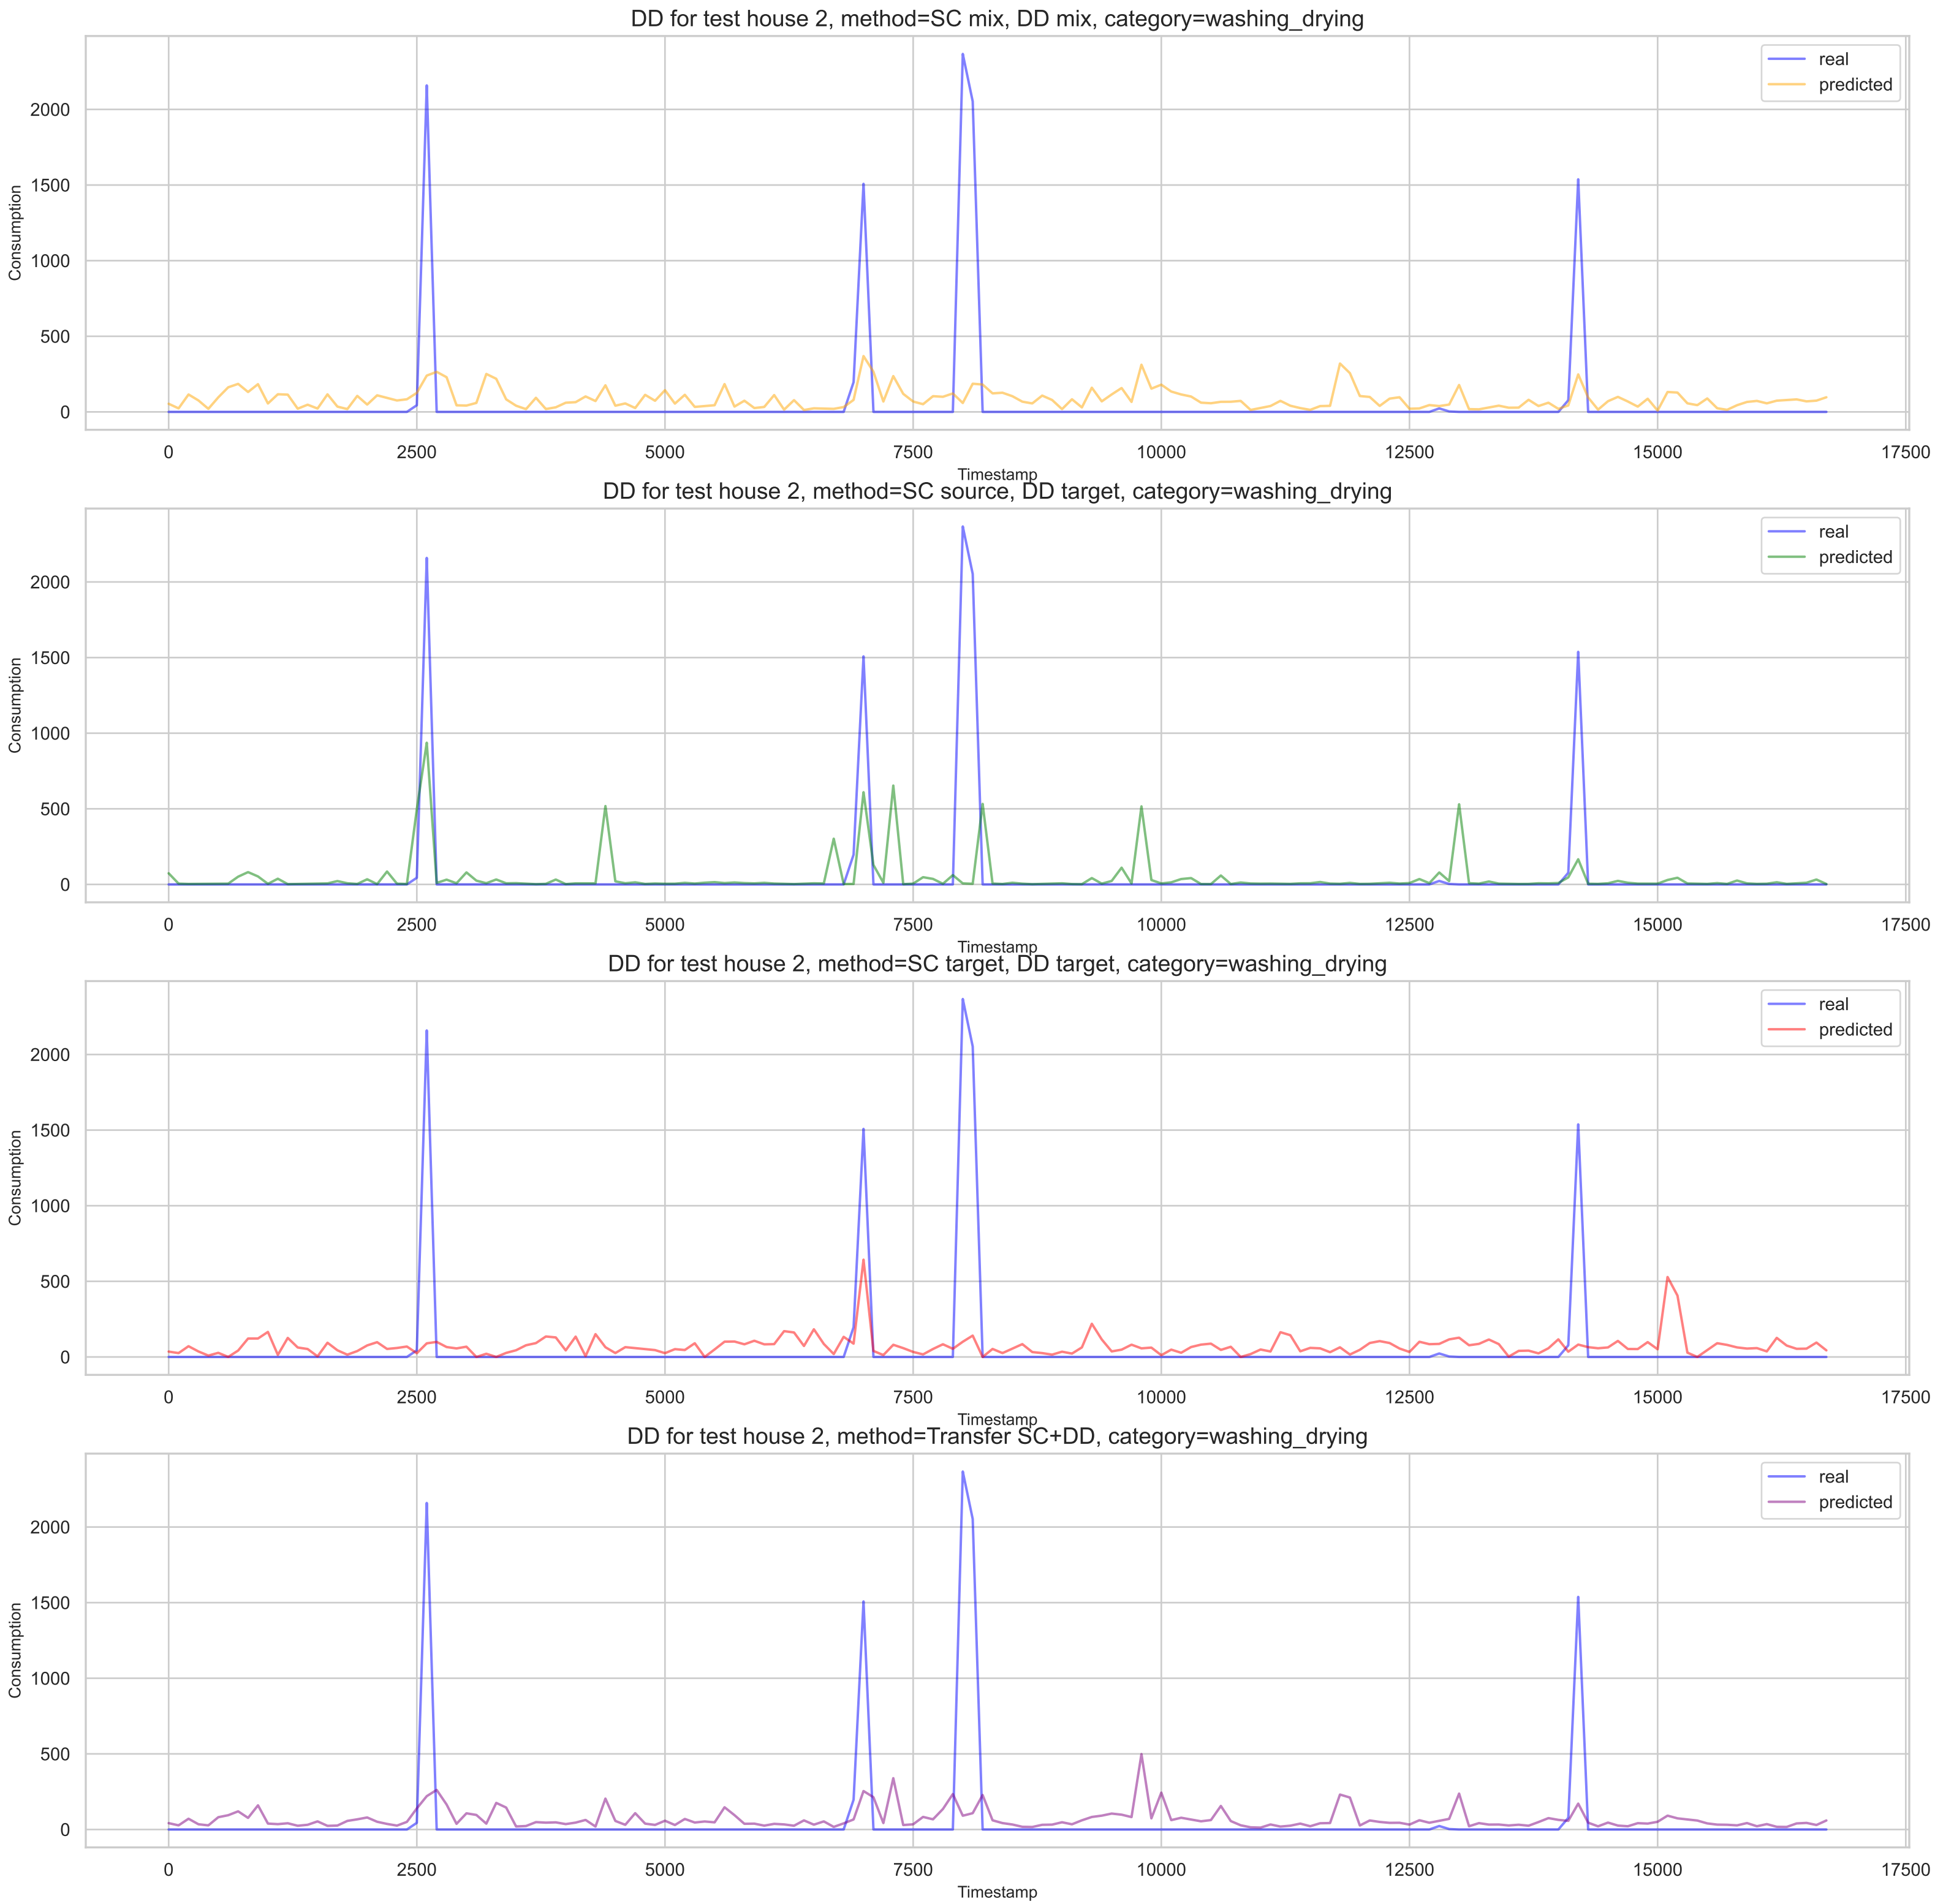 DD for test house 2, method=SC mix, DD mix, category=washing_drying
real
predicted
2000
1500
1000
500
0
Consumption
0 2500 5000 7500 10000 12500 15000 17500
Timestamp
DD for test house 2, method=SC source, DD target, category=washing_drying
real
predicted
2000
1500
1000
500
0
Consumption
0 2500 5000 7500 10000 12500 15000 17500
Timestamp
DD for test house 2, method=SC target, DD target, category=washing_drying
real
predicted
2000
1500
1000
500
0
Consumption
0 2500 5000 7500 10000 12500 15000 17500
Timestamp
DD for test house 2, method=Transfer SC+DD, category=washing_drying
real
predicted
2000
1500
1000
500
0
Consumption
0 2500 5000 7500 10000 12500 15000 17500
Timestamp